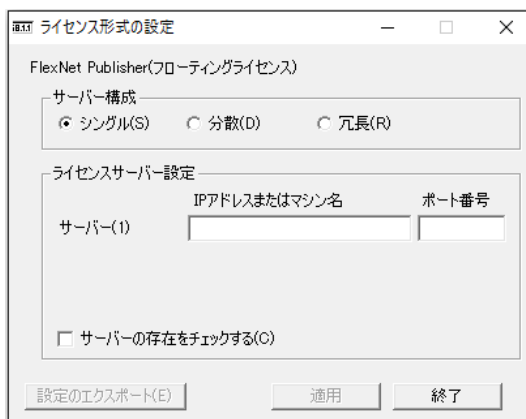 iB.1.1 ライセンス形式の設定
FlexNet Publisher(フローティングライセンス)
サーバー構成
シングル(S) 分散(D) 冗長(R)
ライセンスサーバー設定
IPアドレスまたはマシン名 ポート番号
サーバー(1)
サーバーの存在をチェックする(C)
設定のエクスポート(E) 適用 終了